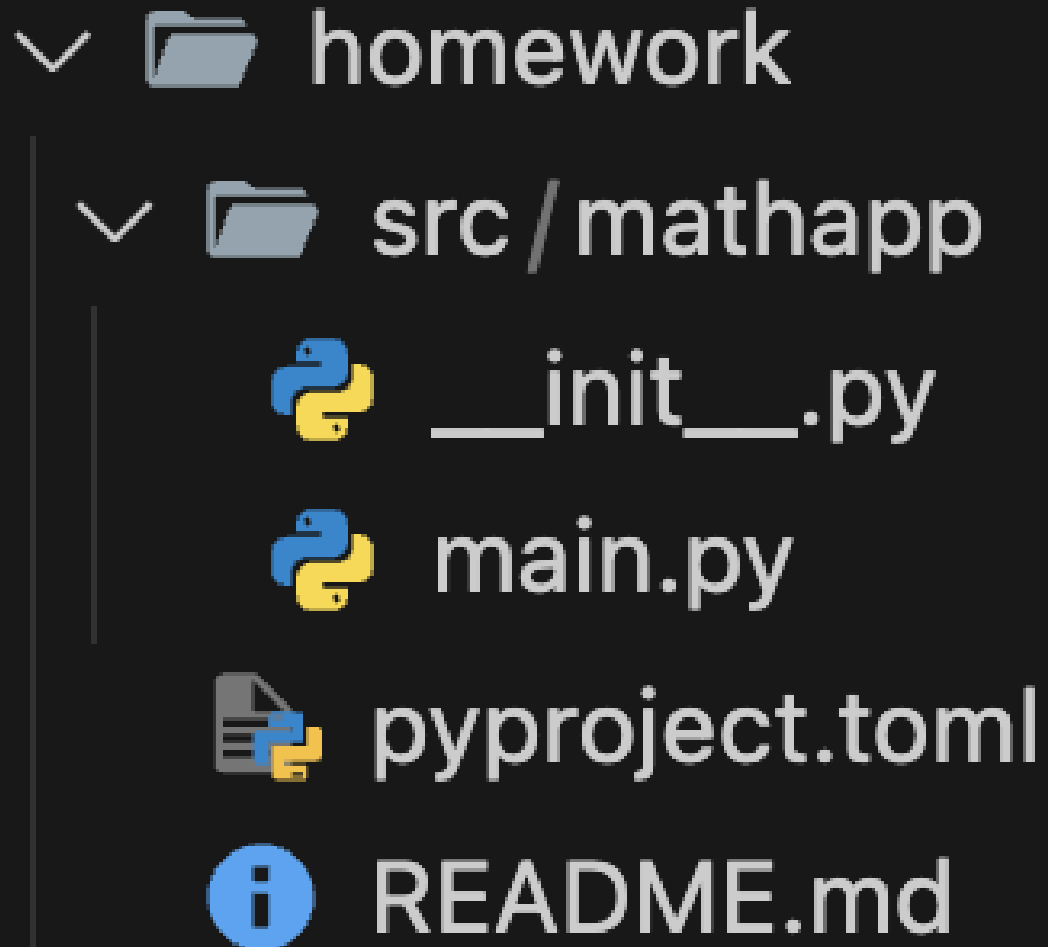 homework
src/mathapp
__init__.py
main.py
pyproject.toml
README.md